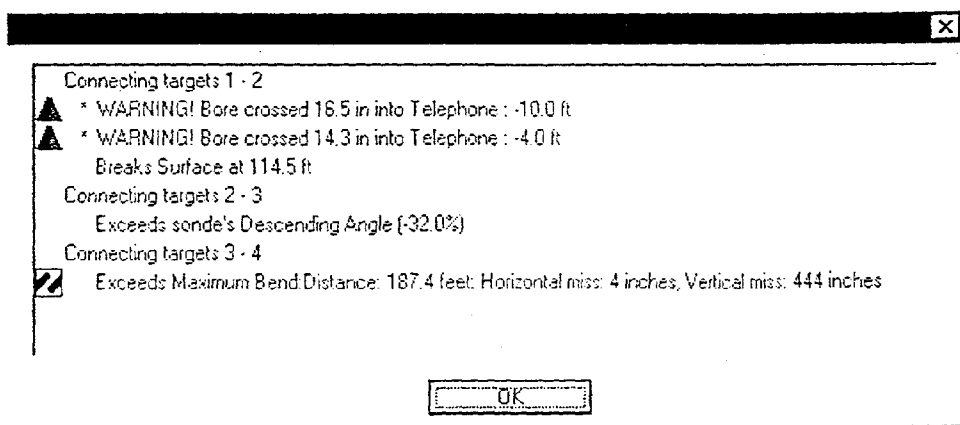 Connecting targets 1 - 2
* WARNING! Bore crossed 16.5 in into Telephone : -10.0 ft
* WARNING! Bore crossed 14.3 in into Telephone : -4.0 ft
Breaks Surface at 114.5 ft
Connecting targets 2 - 3
Exceeds sonde's Descending Angle (-32.0%)
Connecting targets 3 - 4
Exceeds Maximum Bend:Distance: 187.4 feet: Horizontal miss: 4 inches, Vertical miss: 444 inches
OK